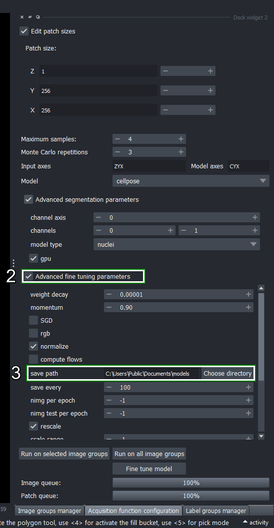 Dock widget 2
Edit patch sizes
Patch size:
Z 1 − +
Y 256 − +
X 256 − +
Maximum samples: − 4 +
Monte Carlo repetitions − 3 +
Input axes ZYX Model axes CYX
Model cellpose
Advanced segmentation parameters
channel axis − 0 +
channels − 0 + − 1 +
model type nuclei
gpu
2 Advanced fine tuning parameters
weight decay − 0.00001 +
momentum − 0.90 +
SGD
rgb
normalize
compute flows
3 save path C:\Users\Public\Documents\models Choose directory
save every − 100 +
nimg per epoch − -1 +
nimg test per epoch − -1 +
rescale
scale range
Run on selected image groups Run on all image groups
Fine tune model
Image queue: 100%
Patch queue: 100%
Image groups manager Acquisition function configuration Label groups manager
te the polygon tool, use <4> for activate the fill bucket, use <5> for pick mode activity